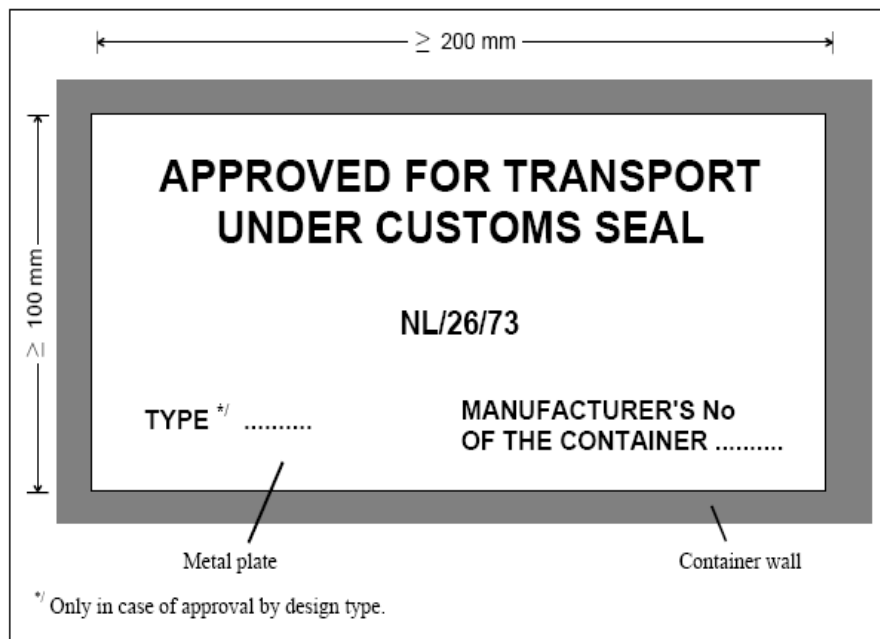 ≥ 200 mm
≥ 100 mm
APPROVED FOR TRANSPORT
UNDER CUSTOMS SEAL
NL/26/73
TYPE */ ..........
MANUFACTURER'S No
OF THE CONTAINER ..........
Metal plate
Container wall
*/ Only in case of approval by design type.